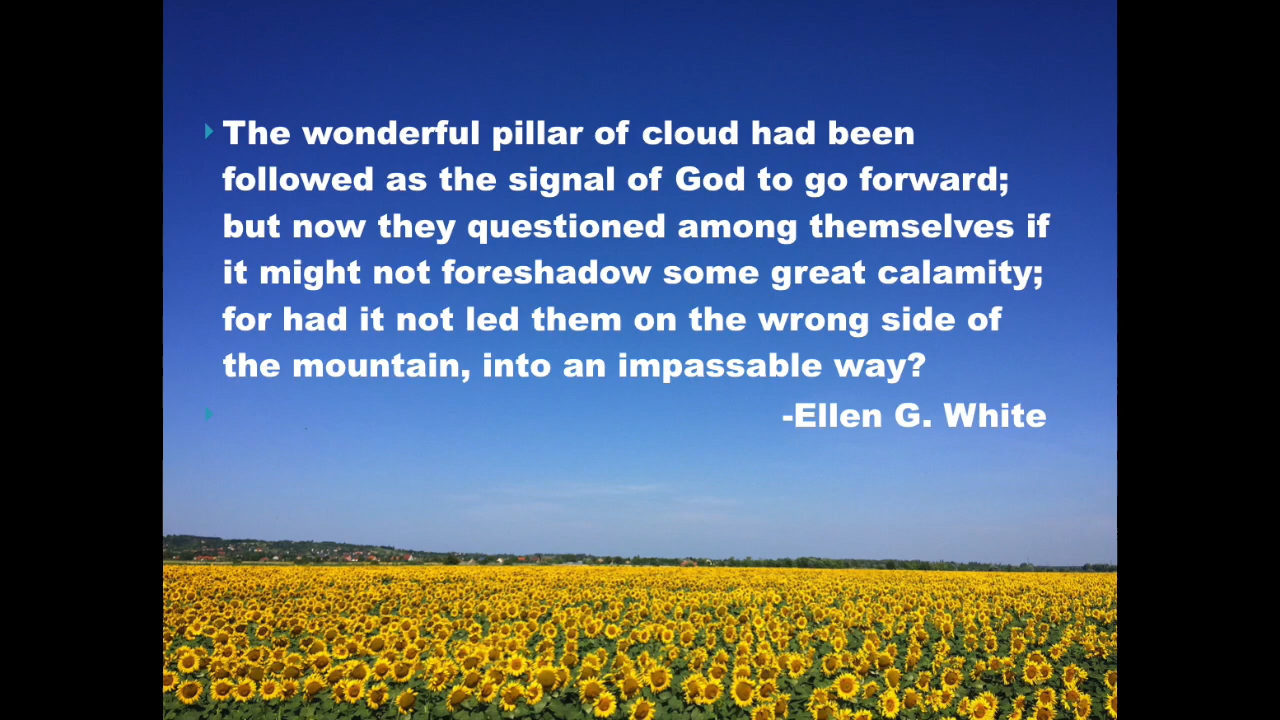 The wonderful pillar of cloud had been
followed as the signal of God to go forward;
but now they questioned among themselves if
it might not foreshadow some great calamity;
for had it not led them on the wrong side of
the mountain, into an impassable way?
-Ellen G. White